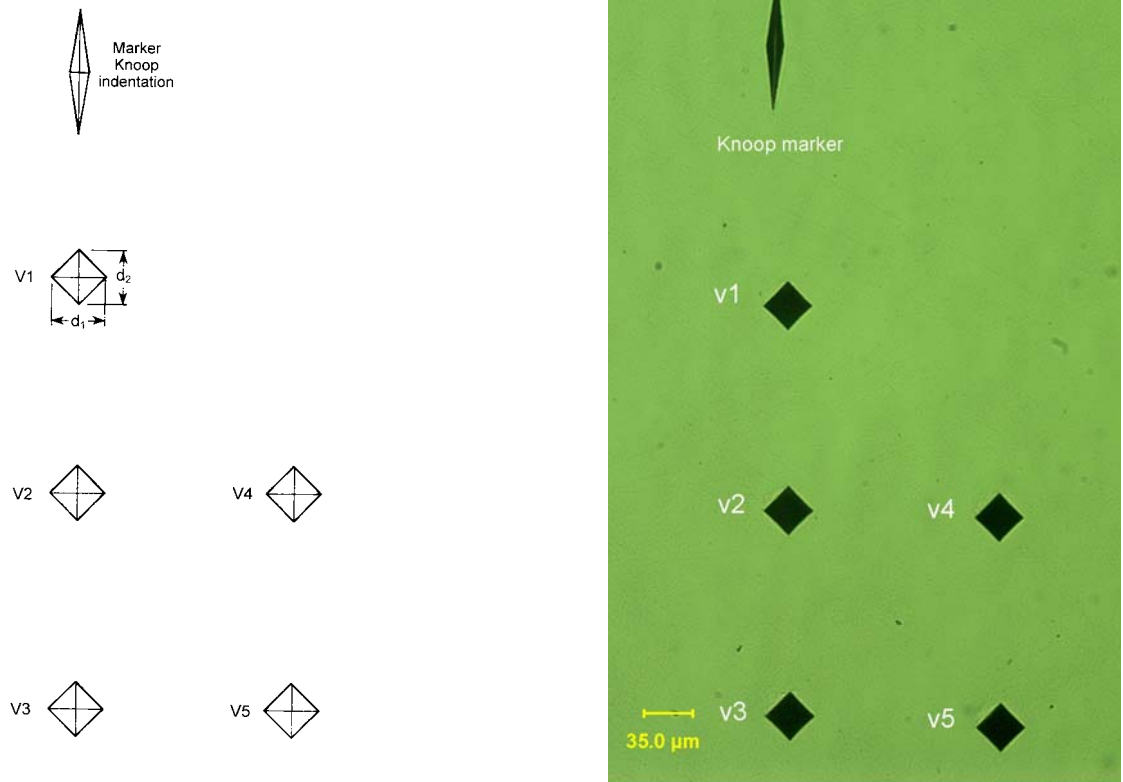 Marker
Knoop
indentation
V1
d₂
d₁
V2
V4
V3
V5
Knoop marker
v1
v2
v4
v3
v5
35.0 µm